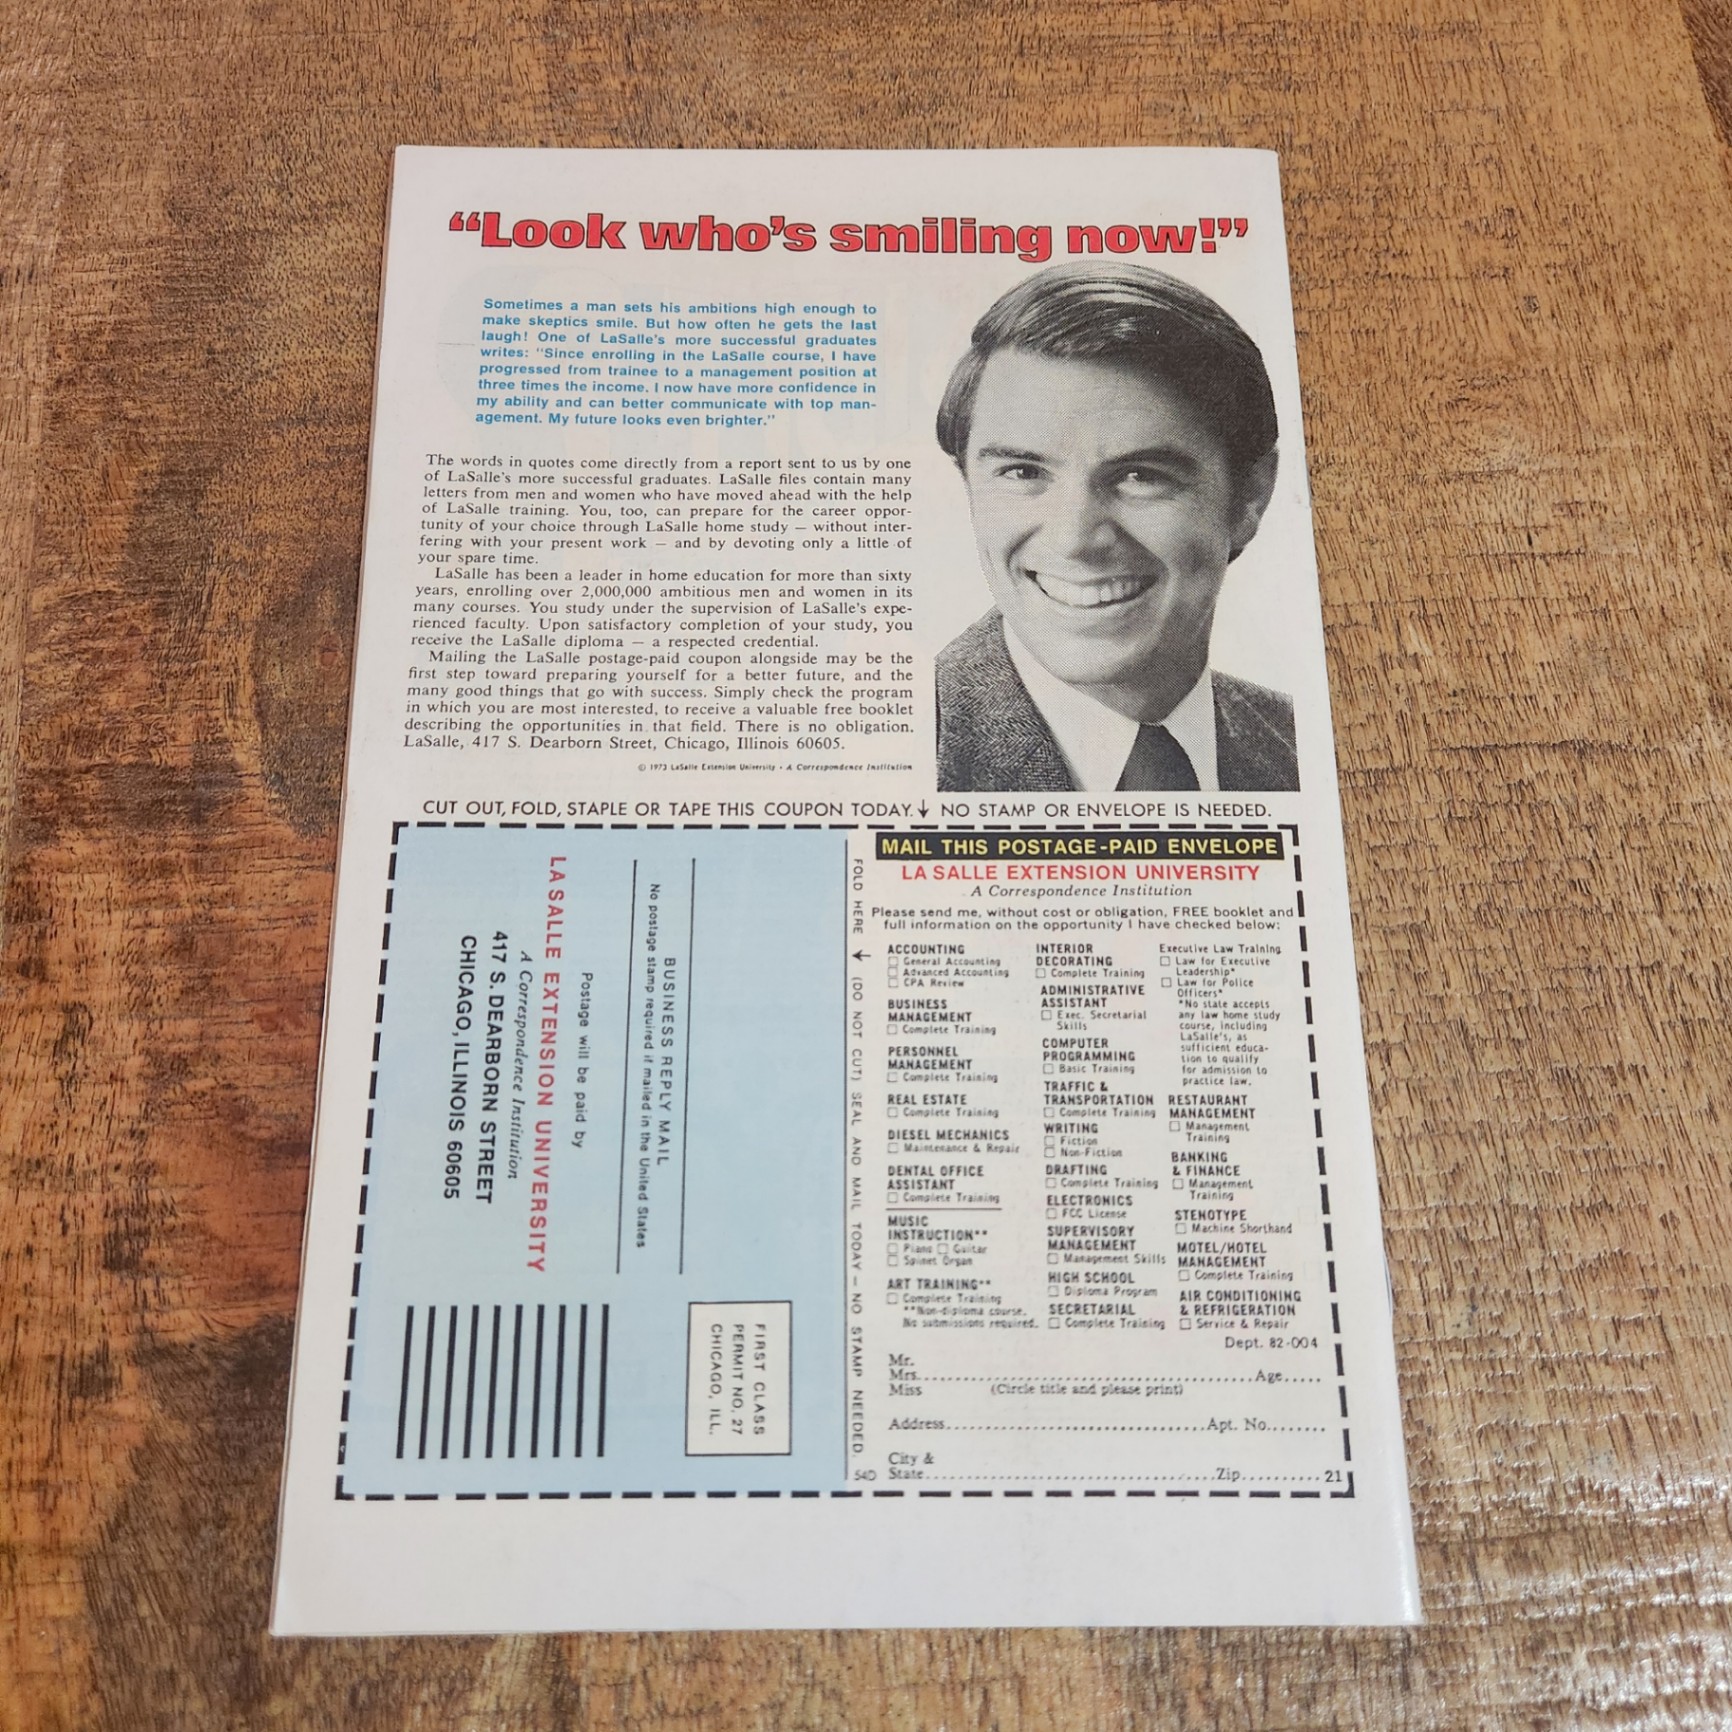 “Look who's smiling now!”
Sometimes a man sets his ambitions high enough to
make skeptics smile. But how often he gets the last
laugh! One of LaSalle's more successful graduates
writes: "Since enrolling in the LaSalle course, I have
progressed from trainee to a management position at
three times the income. I now have more confidence in
my ability and can better communicate with top man-
agement. My future looks even brighter."
The words in quotes come directly from a report sent to us by one
of LaSalle's more successful graduates. LaSalle files contain many
letters from men and women who have moved ahead with the help
of LaSalle training. You, too, can prepare for the career oppor-
tunity of your choice through LaSalle home study — without inter-
fering with your present work — and by devoting only a little of
your spare time.
LaSalle has been a leader in home education for more than sixty
years, enrolling over 2,000,000 ambitious men and women in its
many courses. You study under the supervision of LaSalle's expe-
rienced faculty. Upon satisfactory completion of your study, you
receive the LaSalle diploma — a respected credential.
Mailing the LaSalle postage-paid coupon alongside may be the
first step toward preparing yourself for a better future, and the
many good things that go with success. Simply check the program
in which you are most interested, to receive a valuable free booklet
describing the opportunities in that field. There is no obligation.
LaSalle, 417 S. Dearborn Street, Chicago, Illinois 60605.
© 1973 LaSalle Extension University • A Correspondence Institution
CUT OUT, FOLD, STAPLE OR TAPE THIS COUPON TODAY. ↓ NO STAMP OR ENVELOPE IS NEEDED.
FIRST CLASS
PERMIT NO. 27
CHICAGO, ILL.
BUSINESS REPLY MAIL
No postage stamp required if mailed in the United States
Postage will be paid by
LA SALLE EXTENSION UNIVERSITY
A Correspondence Institution
417 S. DEARBORN STREET
CHICAGO, ILLINOIS 60605
FOLD HERE ↓ (DO NOT CUT) SEAL AND MAIL TODAY — NO STAMP NEEDED. 54D
MAIL THIS POSTAGE-PAID ENVELOPE
LA SALLE EXTENSION UNIVERSITY
A Correspondence Institution
Please send me, without cost or obligation, FREE booklet and
full information on the opportunity I have checked below:
ACCOUNTING
☐ General Accounting
☐ Advanced Accounting
☐ CPA Review
BUSINESS
MANAGEMENT
☐ Complete Training
PERSONNEL
MANAGEMENT
☐ Complete Training
REAL ESTATE
☐ Complete Training
DIESEL MECHANICS
☐ Maintenance & Repair
DENTAL OFFICE
ASSISTANT
☐ Complete Training
MUSIC
INSTRUCTION**
☐ Piano ☐ Guitar
☐ Spinet Organ
ART TRAINING**
☐ Complete Training
**Non-diploma course.
No submissions required.
INTERIOR
DECORATING
☐ Complete Training
ADMINISTRATIVE
ASSISTANT
☐ Exec. Secretarial
Skills
COMPUTER
PROGRAMMING
☐ Basic Training
TRAFFIC &
TRANSPORTATION
☐ Complete Training
WRITING
☐ Fiction
☐ Non-Fiction
DRAFTING
☐ Complete Training
ELECTRONICS
☐ FCC License
SUPERVISORY
MANAGEMENT
☐ Management Skills
HIGH SCHOOL
☐ Diploma Program
SECRETARIAL
☐ Complete Training
Executive Law Training
☐ Law for Executive
Leadership*
☐ Law for Police
Officers*
*No state accepts
any law home study
course, including
LaSalle's, as
sufficient educa-
tion to qualify
for admission to
practice law.
RESTAURANT
MANAGEMENT
☐ Management
Training
BANKING
& FINANCE
☐ Management
Training
STENOTYPE
☐ Machine Shorthand
MOTEL/HOTEL
MANAGEMENT
☐ Complete Training
AIR CONDITIONING
& REFRIGERATION
☐ Service & Repair
Dept. 82-004
Mr.
Mrs. Age
Miss (Circle title and please print)
Address Apt. No.
City &
State Zip 21